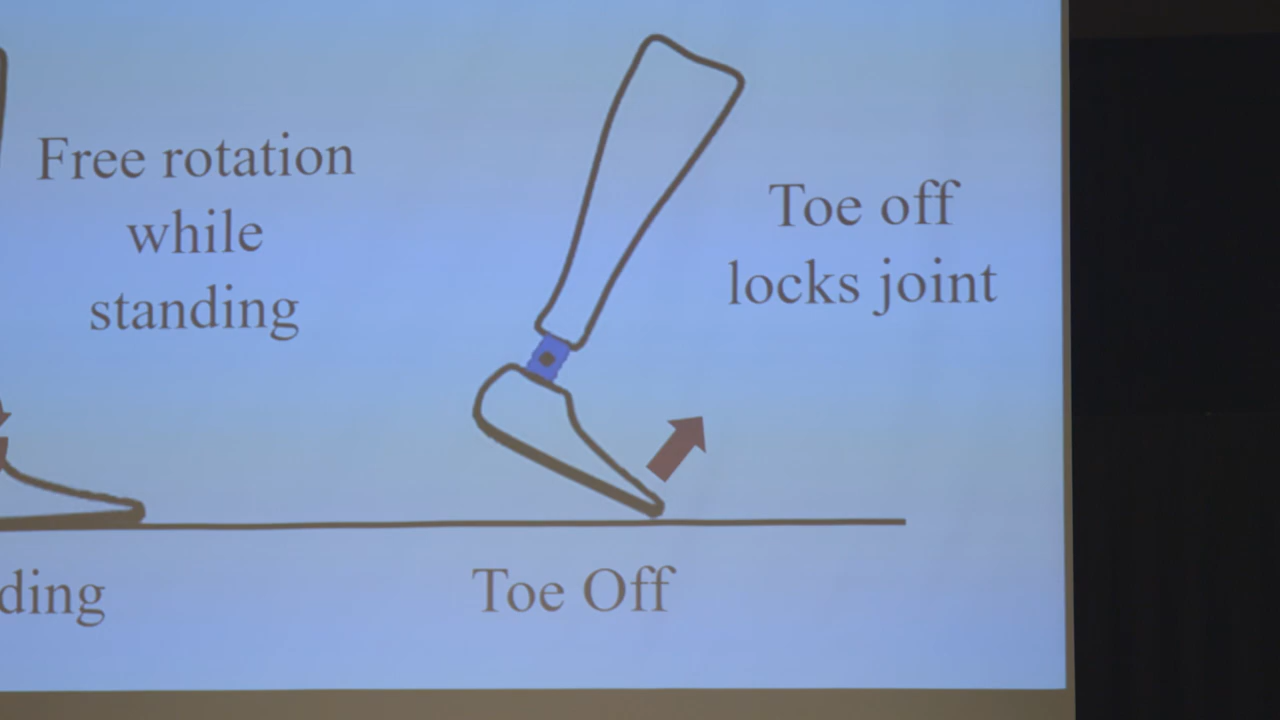 Free rotation
while
standing
Toe off
locks joint
ding
Toe Off